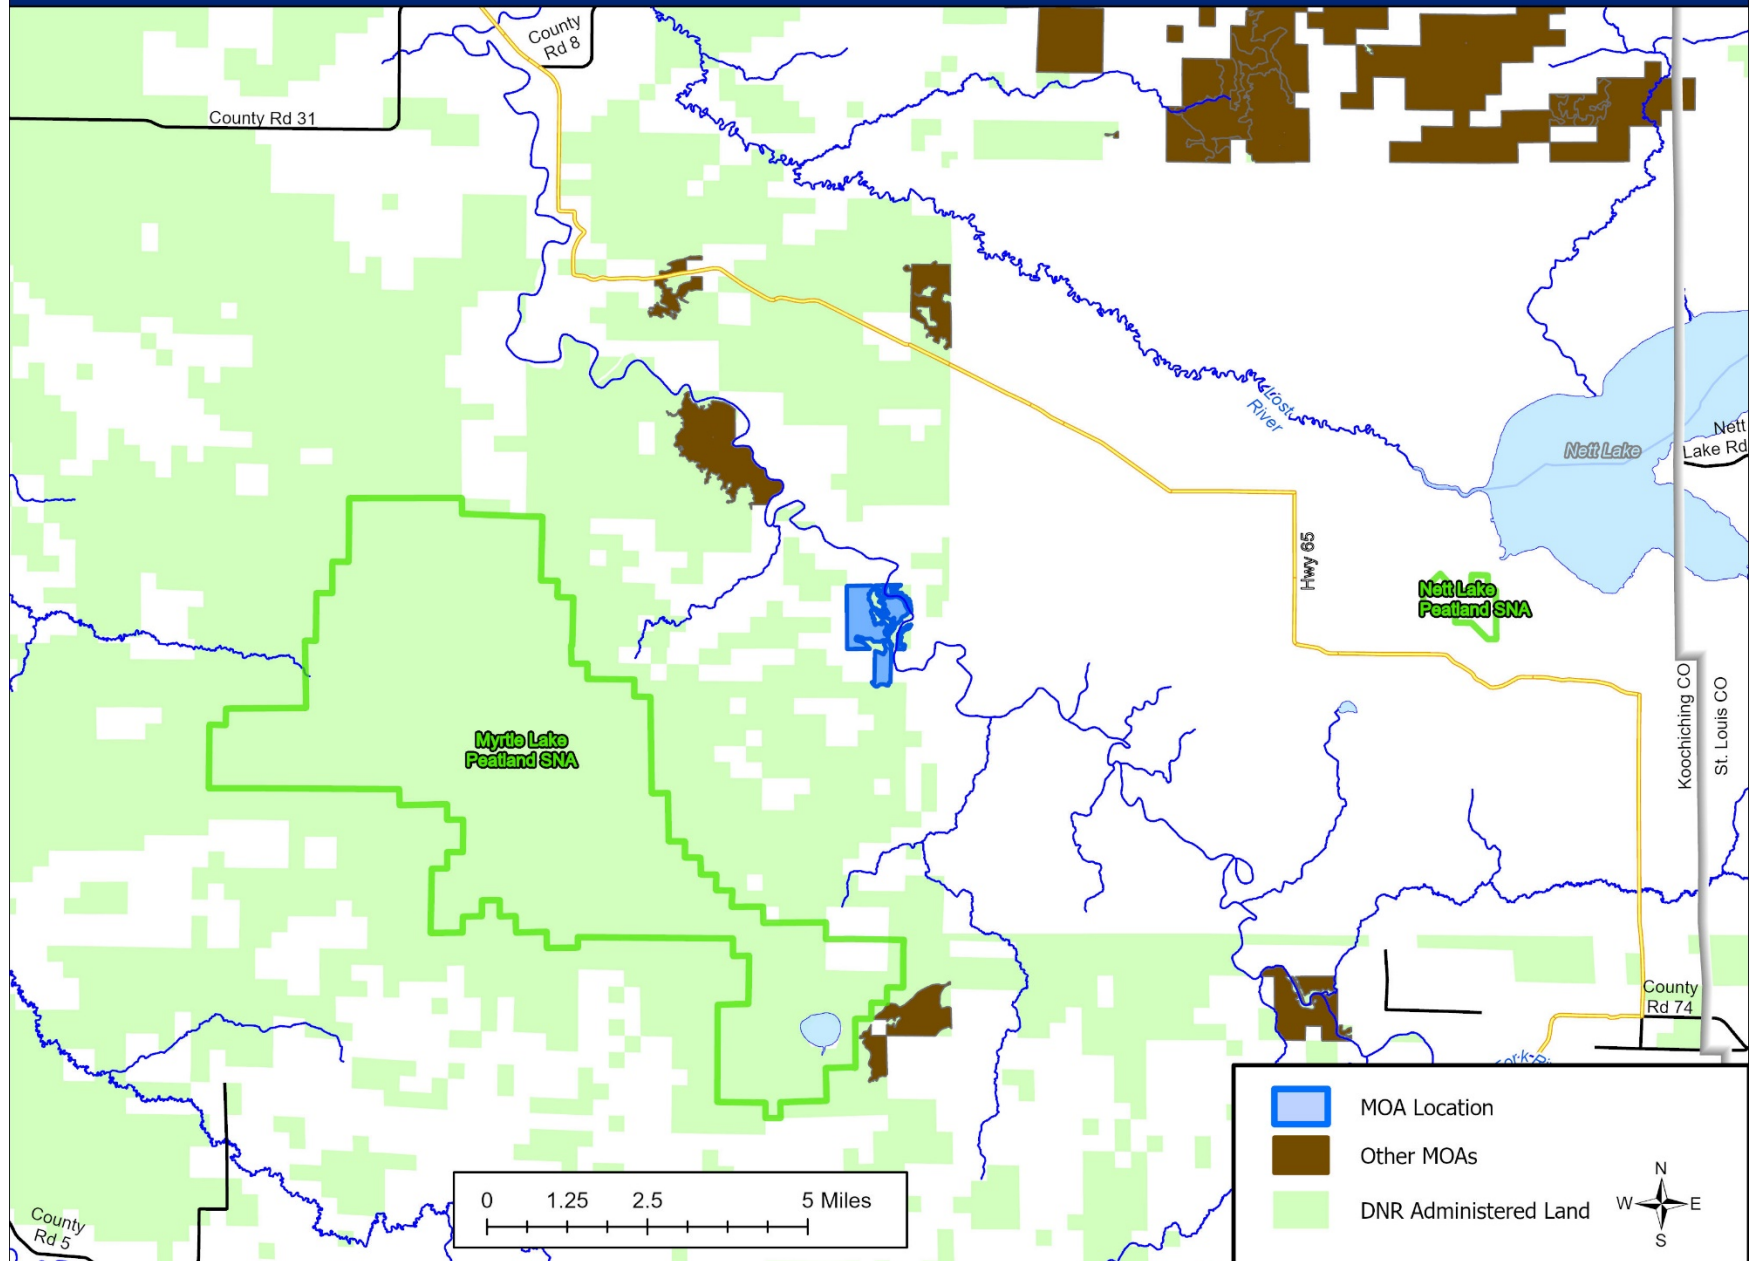 County
Rd 8
County Rd 31
Lost
River
Nett Lake
Nett
Lake Rd
Hwy 65
Nett Lake
Peatland SNA
Koochiching CO
St. Louis CO
Myrtle Lake
Peatland SNA
County
Rd 74
County
Rd 5
0 1.25 2.5 5 Miles
MOA Location
Other MOAs
DNR Administered Land
N
W E
S